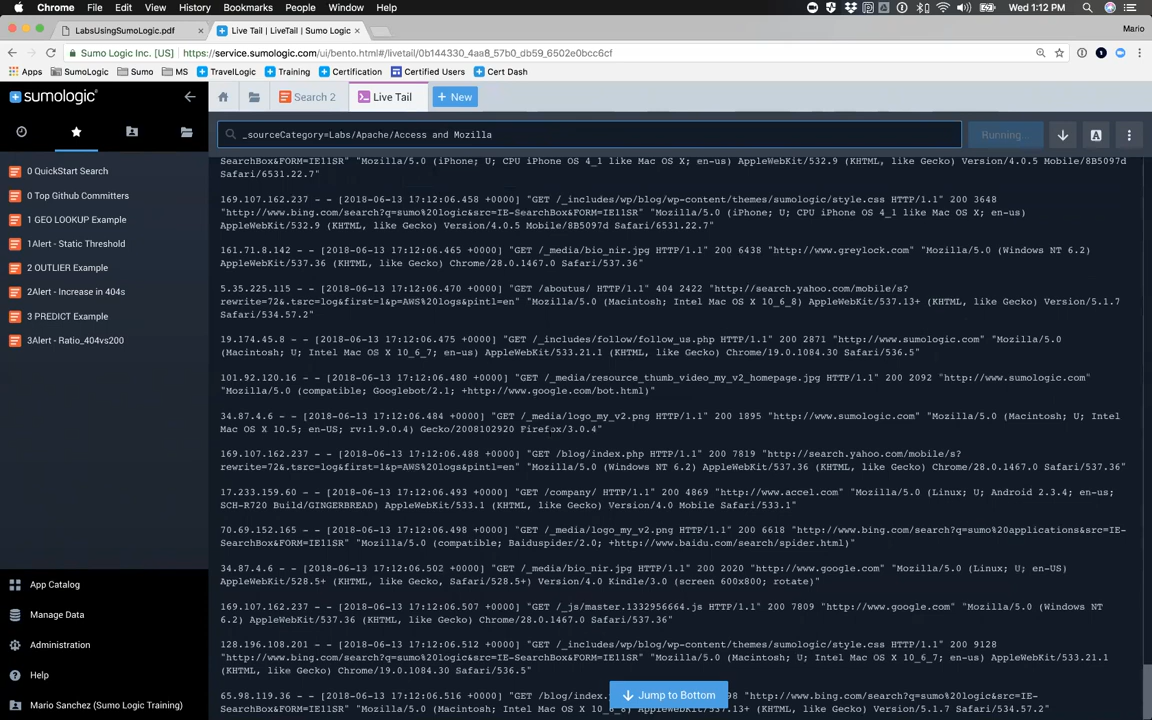 Chrome File Edit View History Bookmarks People Window Help Wed 1:12 PM
LabsUsingSumoLogic.pdf × Live Tail | LiveTail | Sumo Logic × Mario
Sumo Logic Inc. [US] https://service.sumologic.com/ui/bento.html#/livetail/0b144330_4aa8_57b0_db59_6502e0bcc6cf
Apps SumoLogic Sumo MS TravelLogic Training Certification Certified Users Cert Dash
sumologic Search 2 Live Tail + New
_sourceCategory=Labs/Apache/Access and Mozilla Running... A
0 QuickStart Search
0 Top Github Committers
1 GEO LOOKUP Example
1Alert - Static Threshold
2 OUTLIER Example
2Alert - Increase in 404s
3 PREDICT Example
3Alert - Ratio_404vs200
App Catalog
Manage Data
Administration
Help
Mario Sanchez (Sumo Logic Training)
SearchBox&FORM=IE11SR" "Mozilla/5.0 (iPhone; U; CPU iPhone OS 4_1 like Mac OS X; en-us) AppleWebKit/532.9 (KHTML, like Gecko) Version/4.0.5 Mobile/8B5097d
Safari/6531.22.7"
169.107.162.237 - - [2018-06-13 17:12:06.458 +0000] "GET /_includes/wp/blog/wp-content/themes/sumologic/style.css HTTP/1.1" 200 3648
"http://www.bing.com/search?q=sumo%20logic&src=IE-SearchBox&FORM=IE11SR" "Mozilla/5.0 (iPhone; U; CPU iPhone OS 4_1 like Mac OS X; en-us)
AppleWebKit/532.9 (KHTML, like Gecko) Version/4.0.5 Mobile/8B5097d Safari/6531.22.7"
161.71.8.142 - - [2018-06-13 17:12:06.465 +0000] "GET /_media/bio_nir.jpg HTTP/1.1" 200 6438 "http://www.greylock.com" "Mozilla/5.0 (Windows NT 6.2)
AppleWebKit/537.36 (KHTML, like Gecko) Chrome/28.0.1467.0 Safari/537.36"
5.35.225.115 - - [2018-06-13 17:12:06.470 +0000] "GET /aboutus/ HTTP/1.1" 404 2422 "http://search.yahoo.com/mobile/s?
rewrite=72&.tsrc=log&first=1&p=AWS%20logs&pintl=en" "Mozilla/5.0 (Macintosh; Intel Mac OS X 10_6_8) AppleWebKit/537.13+ (KHTML, like Gecko) Version/5.1.7
Safari/534.57.2"
19.174.45.8 - - [2018-06-13 17:12:06.475 +0000] "GET /_includes/follow/follow_us.php HTTP/1.1" 200 2871 "http://www.sumologic.com" "Mozilla/5.0
(Macintosh; U; Intel Mac OS X 10_6_7; en-us) AppleWebKit/533.21.1 (KHTML, like Gecko) Chrome/19.0.1084.30 Safari/536.5"
101.92.120.16 - - [2018-06-13 17:12:06.480 +0000] "GET /_media/resource_thumb_video_my_v2_homepage.jpg HTTP/1.1" 200 2092 "http://www.sumologic.com"
"Mozilla/5.0 (compatible; Googlebot/2.1; +http://www.google.com/bot.html)"
34.87.4.6 - - [2018-06-13 17:12:06.484 +0000] "GET /_media/logo_my_v2.png HTTP/1.1" 200 1895 "http://www.sumologic.com" "Mozilla/5.0 (Macintosh; U; Intel
Mac OS X 10.5; en-US; rv:1.9.0.4) Gecko/2008102920 Firefox/3.0.4"
169.107.162.237 - - [2018-06-13 17:12:06.488 +0000] "GET /blog/index.php HTTP/1.1" 200 7819 "http://search.yahoo.com/mobile/s?
rewrite=72&.tsrc=log&first=1&p=AWS%20logs&pintl=en" "Mozilla/5.0 (Windows NT 6.2) AppleWebKit/537.36 (KHTML, like Gecko) Chrome/28.0.1467.0 Safari/537.36"
17.233.159.60 - - [2018-06-13 17:12:06.493 +0000] "GET /company/ HTTP/1.1" 200 4869 "http://www.accel.com" "Mozilla/5.0 (Linux; U; Android 2.3.4; en-us;
SCH-R720 Build/GINGERBREAD) AppleWebKit/533.1 (KHTML, like Gecko) Version/4.0 Mobile Safari/533.1"
70.69.152.165 - - [2018-06-13 17:12:06.498 +0000] "GET /_media/logo_my_v2.png HTTP/1.1" 200 6618 "http://www.bing.com/search?q=sumo%20applications&src=IE-
SearchBox&FORM=IE11SR" "Mozilla/5.0 (compatible; Baiduspider/2.0; +http://www.baidu.com/search/spider.html)"
34.87.4.6 - - [2018-06-13 17:12:06.502 +0000] "GET /_media/bio_nir.jpg HTTP/1.1" 200 2020 "http://www.google.com" "Mozilla/5.0 (Linux; U; en-US)
AppleWebKit/528.5+ (KHTML, like Gecko, Safari/528.5+) Version/4.0 Kindle/3.0 (screen 600x800; rotate)"
169.107.162.237 - - [2018-06-13 17:12:06.507 +0000] "GET /_js/master.1332956664.js HTTP/1.1" 200 7809 "http://www.google.com" "Mozilla/5.0 (Windows NT
6.2) AppleWebKit/537.36 (KHTML, like Gecko) Chrome/28.0.1467.0 Safari/537.36"
128.196.108.201 - - [2018-06-13 17:12:06.512 +0000] "GET /_includes/wp/blog/wp-content/themes/sumologic/style.css HTTP/1.1" 200 9128
"http://www.bing.com/search?q=sumo%20logic&src=IE-SearchBox&FORM=IE11SR" "Mozilla/5.0 (Macintosh; U; Intel Mac OS X 10_6_7; en-us) AppleWebKit/533.21.1
(KHTML, like Gecko) Chrome/19.0.1084.30 Safari/536.5"
65.98.119.36 - - [2018-06-13 17:12:06.516 +0000] "GET /blog/index. 98 "http://www.bing.com/search?q=sumo%20logic&src=IE-
SearchBox&FORM=IE11SR" "Mozilla/5.0 (Macintosh; Intel Mac OS X 10_6_8) AppleWebKit/537.13+ (KHTML, like Gecko) Version/5.1.7 Safari/534.57.2"
Jump to Bottom